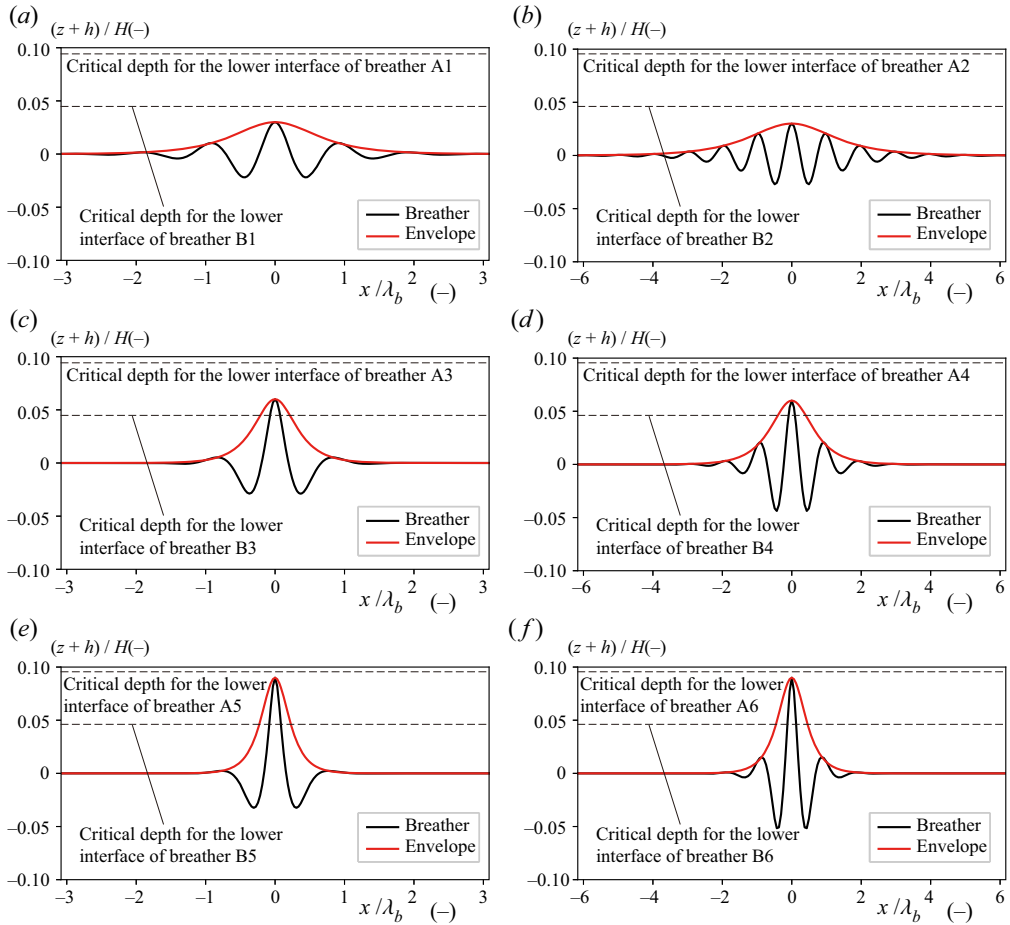 (a)
(z + h) / H(–)
0.10
Critical depth for the lower interface of breather A1
0.05
0
–0.05
Critical depth for the lower
interface of breather B1
Breather
Envelope
–0.10
–3 –2 –1 0 1 2 3
x /λb (–)
(b)
(z + h) / H(–)
0.10
Critical depth for the lower interface of breather A2
0.05
0
–0.05
Critical depth for the lower
interface of breather B2
Breather
Envelope
–0.10
–6 –4 –2 0 2 4 6
x /λb (–)
(c)
(z + h) / H(–)
0.10
Critical depth for the lower interface of breather A3
0.05
0
–0.05
Critical depth for the lower
interface of breather B3
Breather
Envelope
–0.10
–3 –2 –1 0 1 2 3
x /λb (–)
(d)
(z + h) / H(–)
0.10
Critical depth for the lower interface of breather A4
0.05
0
–0.05
Critical depth for the lower
interface of breather B4
Breather
Envelope
–0.10
–6 –4 –2 0 2 4 6
x /λb (–)
(e)
(z + h) / H(–)
0.10
Critical depth for the lower
interface of breather A5
0.05
0
–0.05
Critical depth for the lower
interface of breather B5
Breather
Envelope
–0.10
–3 –2 –1 0 1 2 3
x /λb (–)
(f)
(z + h) / H(–)
0.10
Critical depth for the lower
interface of breather A6
0.05
0
–0.05
Critical depth for the lower
interface of breather B6
Breather
Envelope
–0.10
–6 –4 –2 0 2 4 6
x /λb (–)